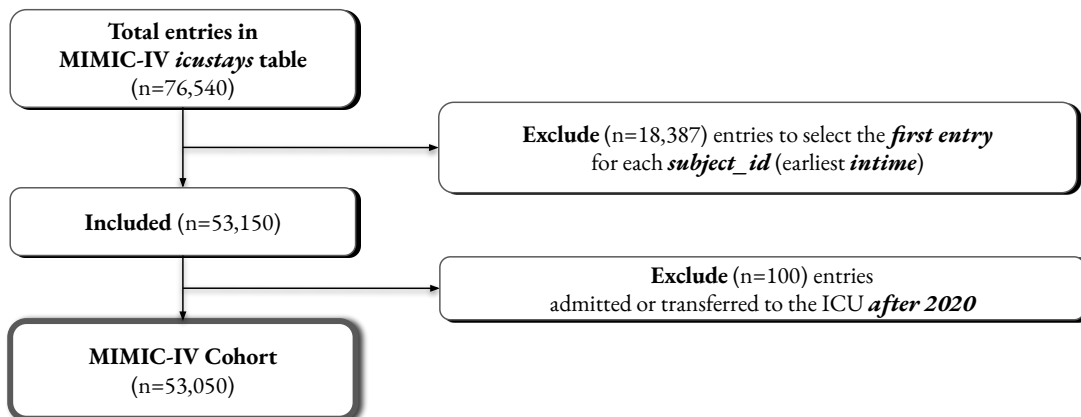 Total entries in
MIMIC-IV icustays table
(n=76,540)
Exclude (n=18,387) entries to select the first entry
for each subject_id (earliest intime)
Included (n=53,150)
Exclude (n=100) entries
admitted or transferred to the ICU after 2020
MIMIC-IV Cohort
(n=53,050)